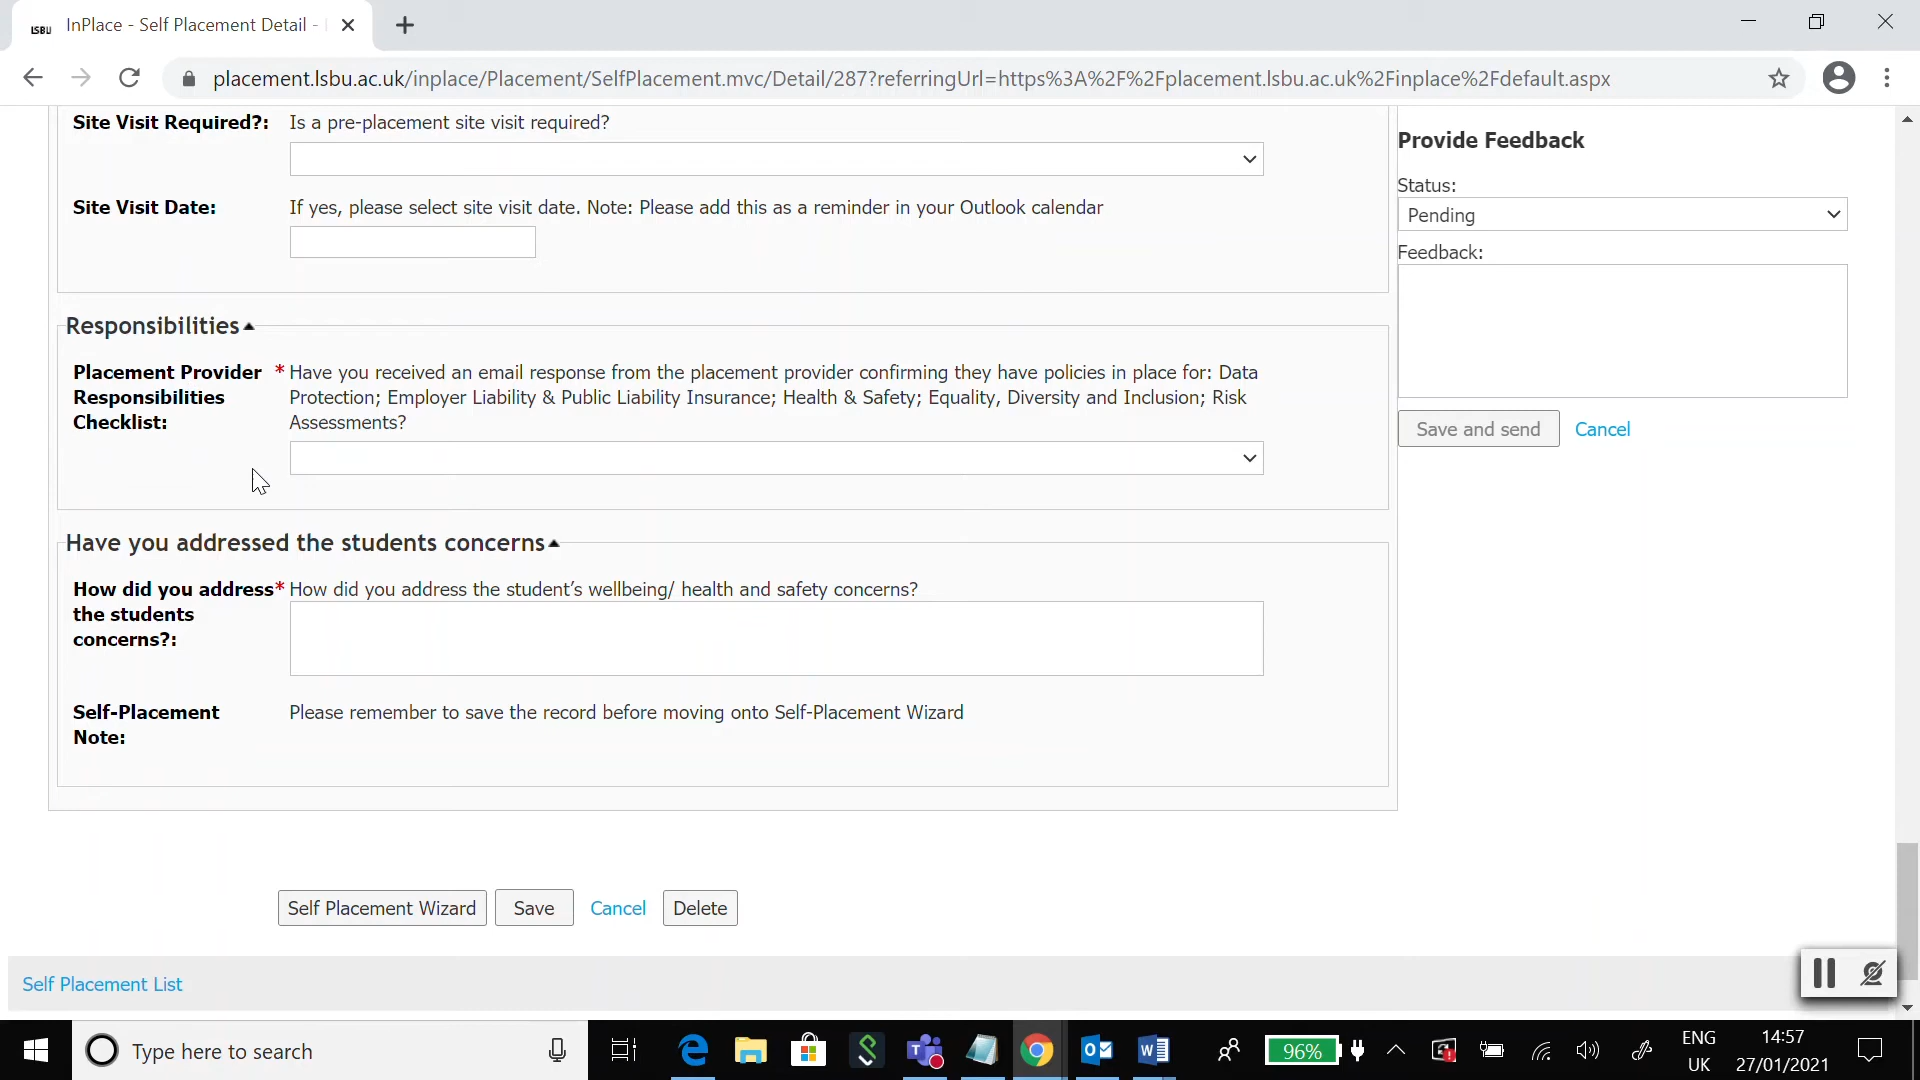 LSBU InPlace - Self Placement Detail -
placement.lsbu.ac.uk/inplace/Placement/SelfPlacement.mvc/Detail/287?referringUrl=https%3A%2F%2Fplacement.lsbu.ac.uk%2Finplace%2Fdefault.aspx
Site Visit Required?: Is a pre-placement site visit required?
Site Visit Date: If yes, please select site visit date. Note: Please add this as a reminder in your Outlook calendar
Responsibilities
Placement Provider * Have you received an email response from the placement provider confirming they have policies in place for: Data
Responsibilities Protection; Employer Liability & Public Liability Insurance; Health & Safety; Equality, Diversity and Inclusion; Risk
Checklist: Assessments?
Have you addressed the students concerns
How did you address* How did you address the student's wellbeing/ health and safety concerns?
the students
concerns?:
Self-Placement Please remember to save the record before moving onto Self-Placement Wizard
Note:
Self Placement Wizard Save Cancel Delete
Self Placement List
Provide Feedback
Status:
Pending
Feedback:
Save and send Cancel
Type here to search
96%
ENG
UK
14:57
27/01/2021